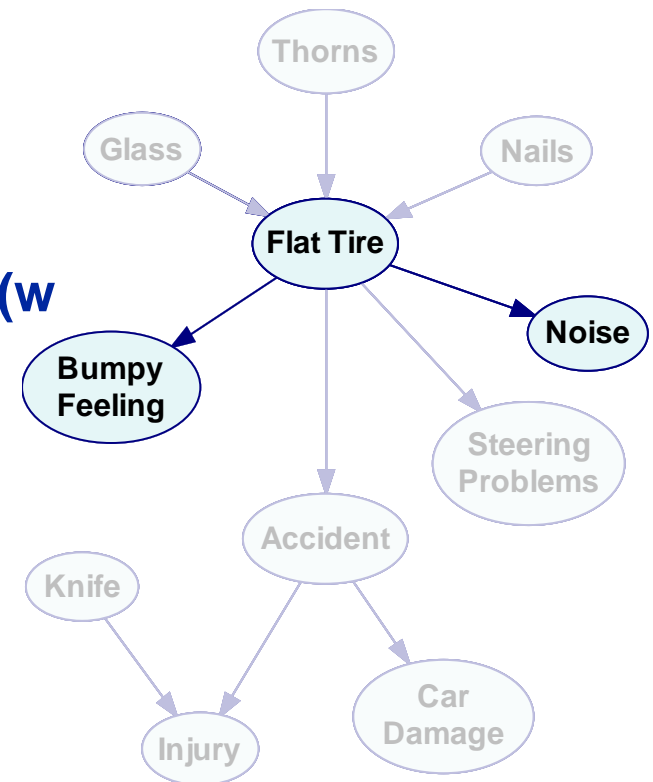 Thorns
Glass
Nails
Flat Tire
(w
Noise
Bumpy
Feeling
Steering
Problems
Accident
Knife
Car
Damage
Injury